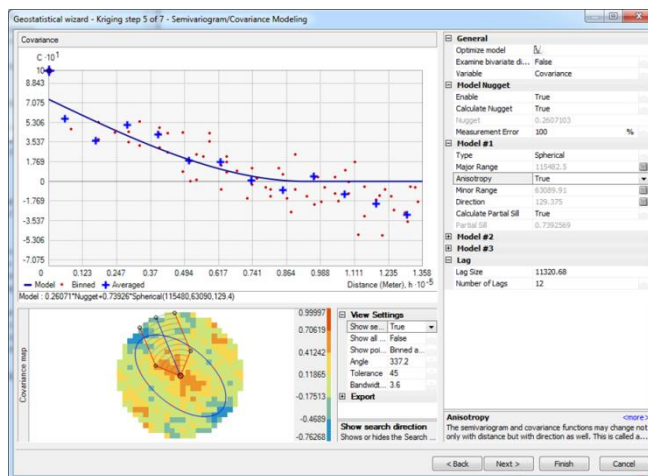 Geostatistical wizard - Kriging step 5 of 7 - Semivariogram/Covariance Modeling
Covariance
C ·10¹
10
8.843
7.075
5.306
3.537
1.769
0
-1.769
-3.537
-5.306
-7.075
0 0.123 0.247 0.37 0.494 0.617 0.741 0.864 0.988 1.111 1.235 1.358
Model Binned Averaged Distance (Meter), h ·10⁻⁵
Model : 0.26071*Nugget+0.73926*Spherical(115480,63090,129.4)
Covariance map
0.99997
0.70619
0.41242
0.11865
-0.17513
-0.4689
-0.76268
View Settings
Show se... True
Show all ... False
Show poi... Binned a...
Angle 337.2
Tolerance 45
Bandwidt... 3.6
Export
Show search direction
Shows or hides the Search ...
General
Optimize model
Examine bivariate di... False
Variable Covariance
Model Nugget
Enable True
Calculate Nugget True
Nugget 0.2607103
Measurement Error 100 %
Model #1
Type Spherical
Major Range 115482.5
Anisotropy True
Minor Range 63089.91
Direction 129.375
Calculate Partial Sill True
Partial Sill 0.7392569
Model #2
Model #3
Lag
Lag Size 11320.68
Number of Lags 12
Anisotropy <more>
The semivariogram and covariance functions may change not
only with distance but with direction as well. This is called a...
< Back Next > Finish Cancel